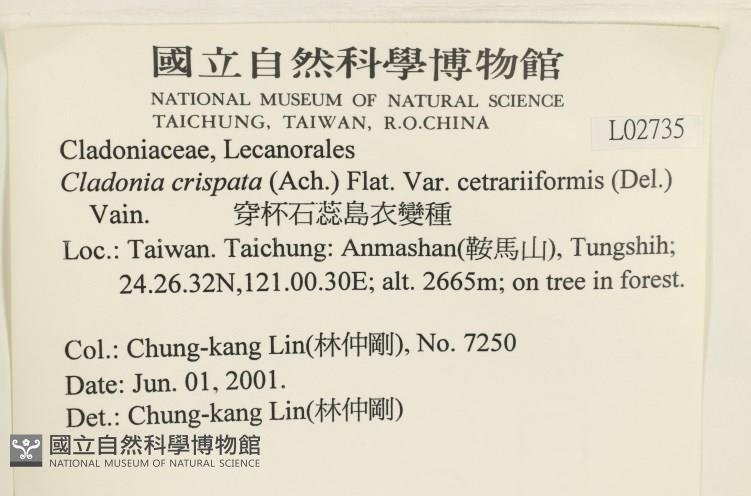 國立自然科學博物館
NATIONAL MUSEUM OF NATURAL SCIENCE
TAICHUNG, TAIWAN, R.O.CHINA
L02735
Cladoniaceae, Lecanorales
Cladonia crispata (Ach.) Flat. Var. cetrariiformis (Del.)
Vain. 穿杯石蕊島衣變種
Loc.: Taiwan. Taichung: Anmashan(鞍馬山), Tungshih;
24.26.32N,121.00.30E; alt. 2665m; on tree in forest.
Col.: Chung-kang Lin(林仲剛), No. 7250
Date: Jun. 01, 2001.
Det.: Chung-kang Lin(林仲剛)
國立自然科學博物館
NATIONAL MUSEUM OF NATURAL SCIENCE